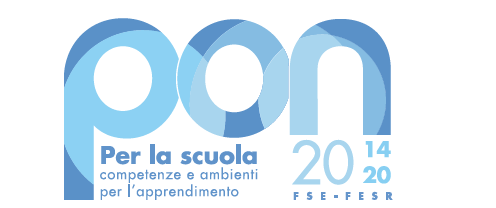 pon
Per la scuola
competenze e ambienti
per l'apprendimento
20 14
20
FSE-FESR